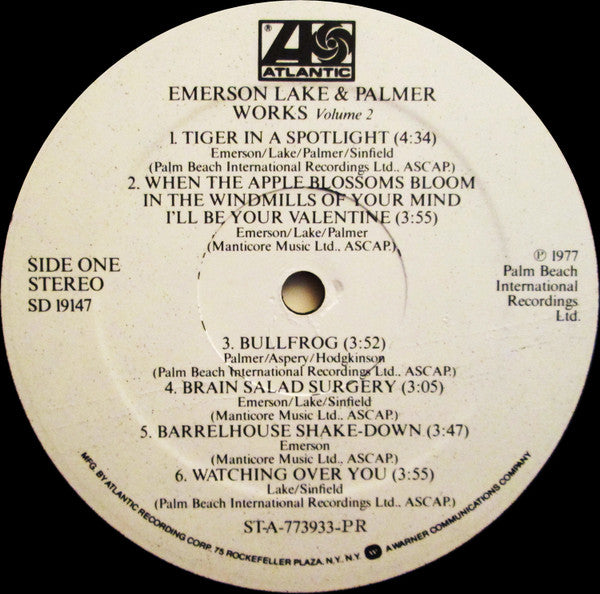 ATLANTIC
EMERSON LAKE & PALMER
WORKS Volume 2
1. TIGER IN A SPOTLIGHT (4:34)
Emerson/Lake/Palmer/Sinfield
(Palm Beach International Recordings Ltd., ASCAP.)
2. WHEN THE APPLE BLOSSOMS BLOOM
IN THE WINDMILLS OF YOUR MIND
I'LL BE YOUR VALENTINE (3:55)
Emerson/Lake/Palmer
(Manticore Music Ltd., ASCAP.)
SIDE ONE
STEREO
SD 19147
℗ 1977
Palm Beach
International
Recordings
Ltd.
3. BULLFROG (3:52)
Palmer/Aspery/Hodgkinson
(Palm Beach International Recordings Ltd., ASCAP.)
4. BRAIN SALAD SURGERY (3:05)
Emerson/Lake/Sinfield
(Manticore Music Ltd., ASCAP.)
5. BARRELHOUSE SHAKE-DOWN (3:47)
Emerson
(Manticore Music Ltd., ASCAP.)
6. WATCHING OVER YOU (3:55)
Lake/Sinfield
(Palm Beach International Recordings Ltd., ASCAP.)
ST-A-773933-PR
MFG. BY ATLANTIC RECORDING CORP. 75 ROCKEFELLER PLAZA, N.Y., N.Y. A WARNER COMMUNICATIONS COMPANY